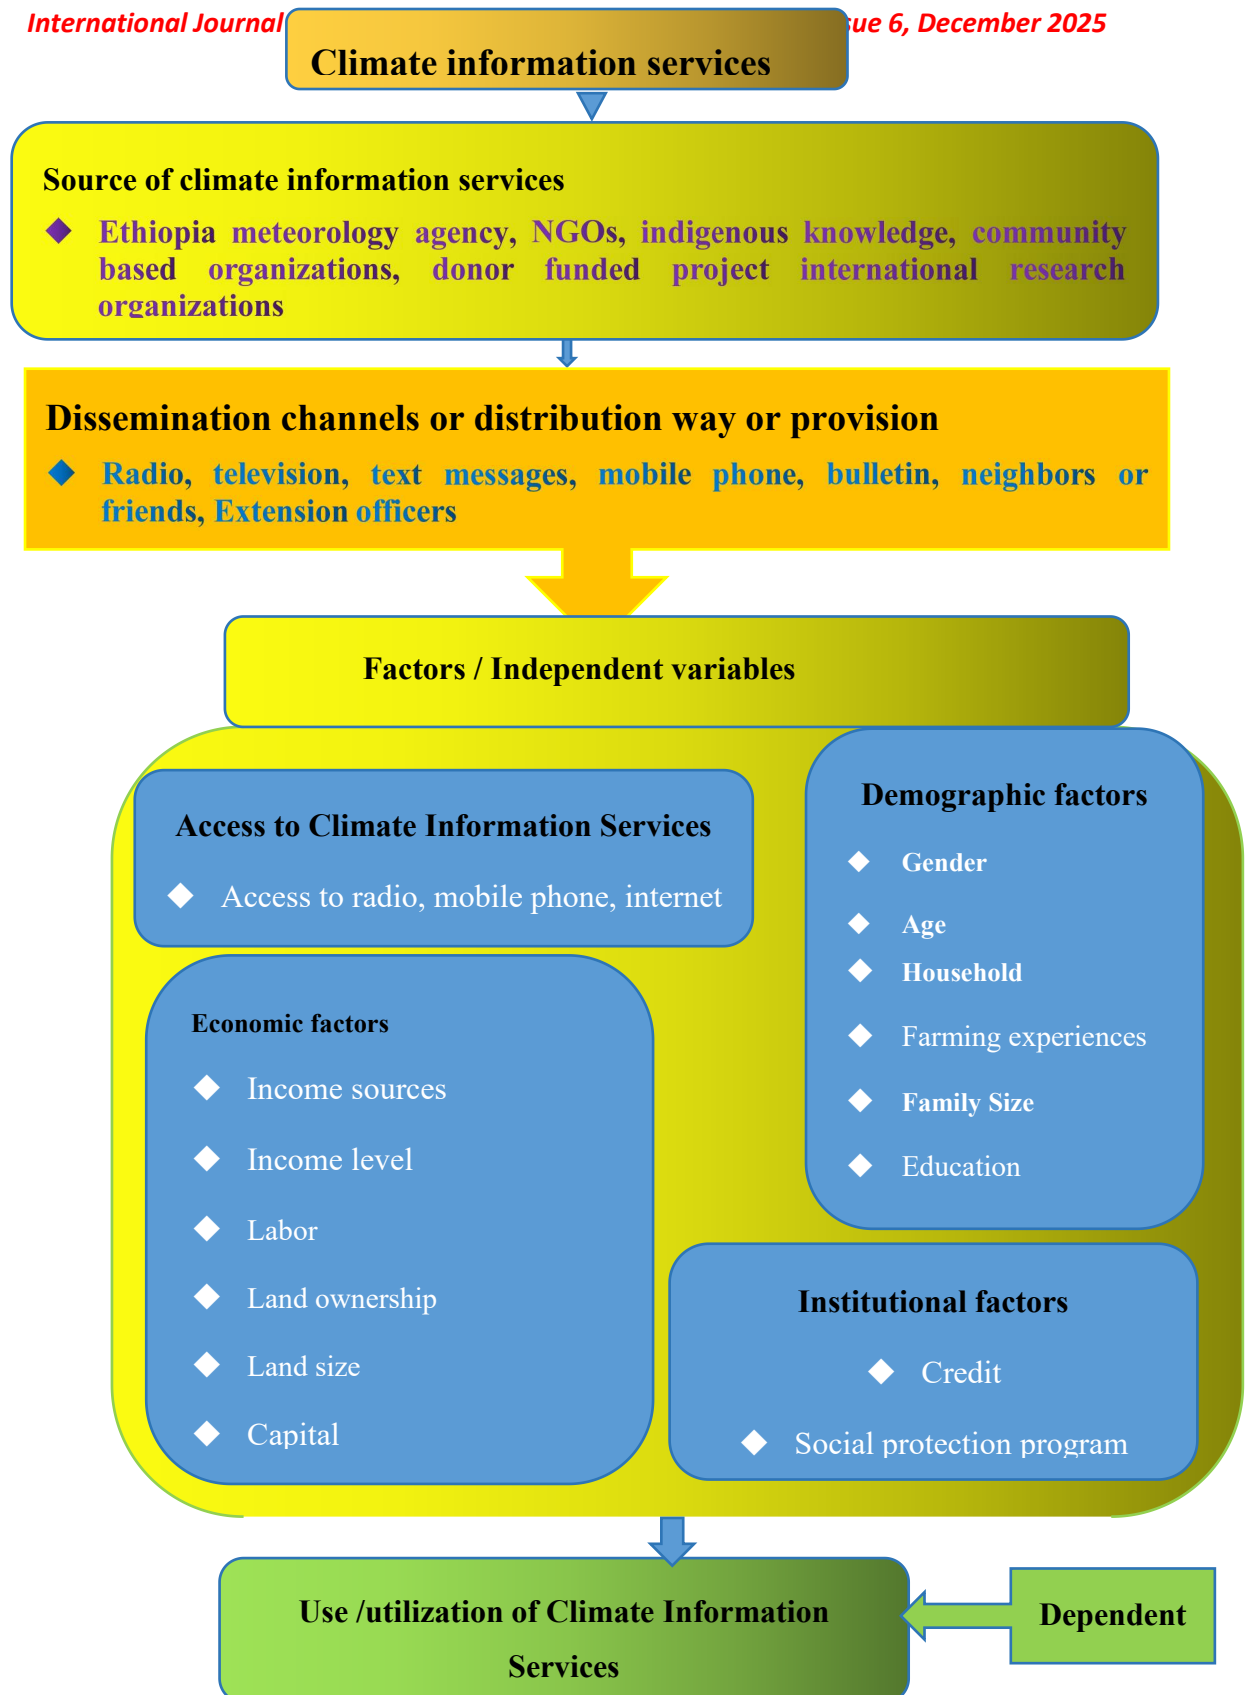 International Journal
ue 6, December 2025
Climate information services
Source of climate information services
Ethiopia meteorology agency, NGOs, indigenous knowledge, community
based organizations, donor funded project international research
organizations
Dissemination channels or distribution way or provision
Radio, television, text messages, mobile phone, bulletin, neighbors or
friends, Extension officers
Factors / Independent variables
Access to Climate Information Services
Access to radio, mobile phone, internet
Demographic factors
Gender
Age
Household
Farming experiences
Family Size
Education
Economic factors
Income sources
Income level
Labor
Land ownership
Land size
Capital
Institutional factors
Credit
Social protection program
Use /utilization of Climate Information
Services
Dependent